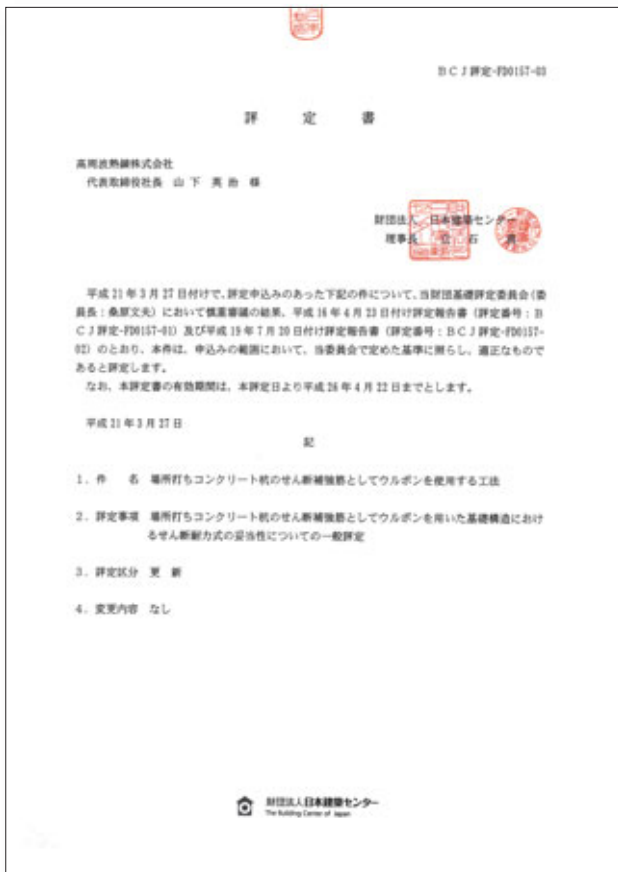 BCJ評定-FD0157-03
評 定 書
高周波熱錬株式会社
代表取締役社長 山 下 英 治 様
財団法人 日本建築センター
理事長 立 石 真
平成21年3月27日付けで、評定申込みのあった下記の件について、当財団基礎評定委員会(委
員長:桑原文夫)において慎重審議の結果、平成16年4月23日付け評定報告書(評定番号:B
CJ評定-FD0157-01)及び平成19年7月20日付け評定報告書(評定番号:BCJ評定-FD0157-
02)のとおり、本件は、申込みの範囲において、当委員会で定めた基準に照らし、適正なもので
あると評定します。
なお、本評定書の有効期間は、本評定日より平成26年4月22日までとします。
平成21年3月27日
記
1. 件 名 場所打ちコンクリート杭のせん断補強筋としてウルボンを使用する工法
2. 評定事項 場所打ちコンクリート杭のせん断補強筋としてウルボンを用いた基礎構造におけ
るせん断耐力式の妥当性についての一般評定
3. 評定区分 更 新
4. 変更内容 なし
財団法人日本建築センター
The Building Center of Japan